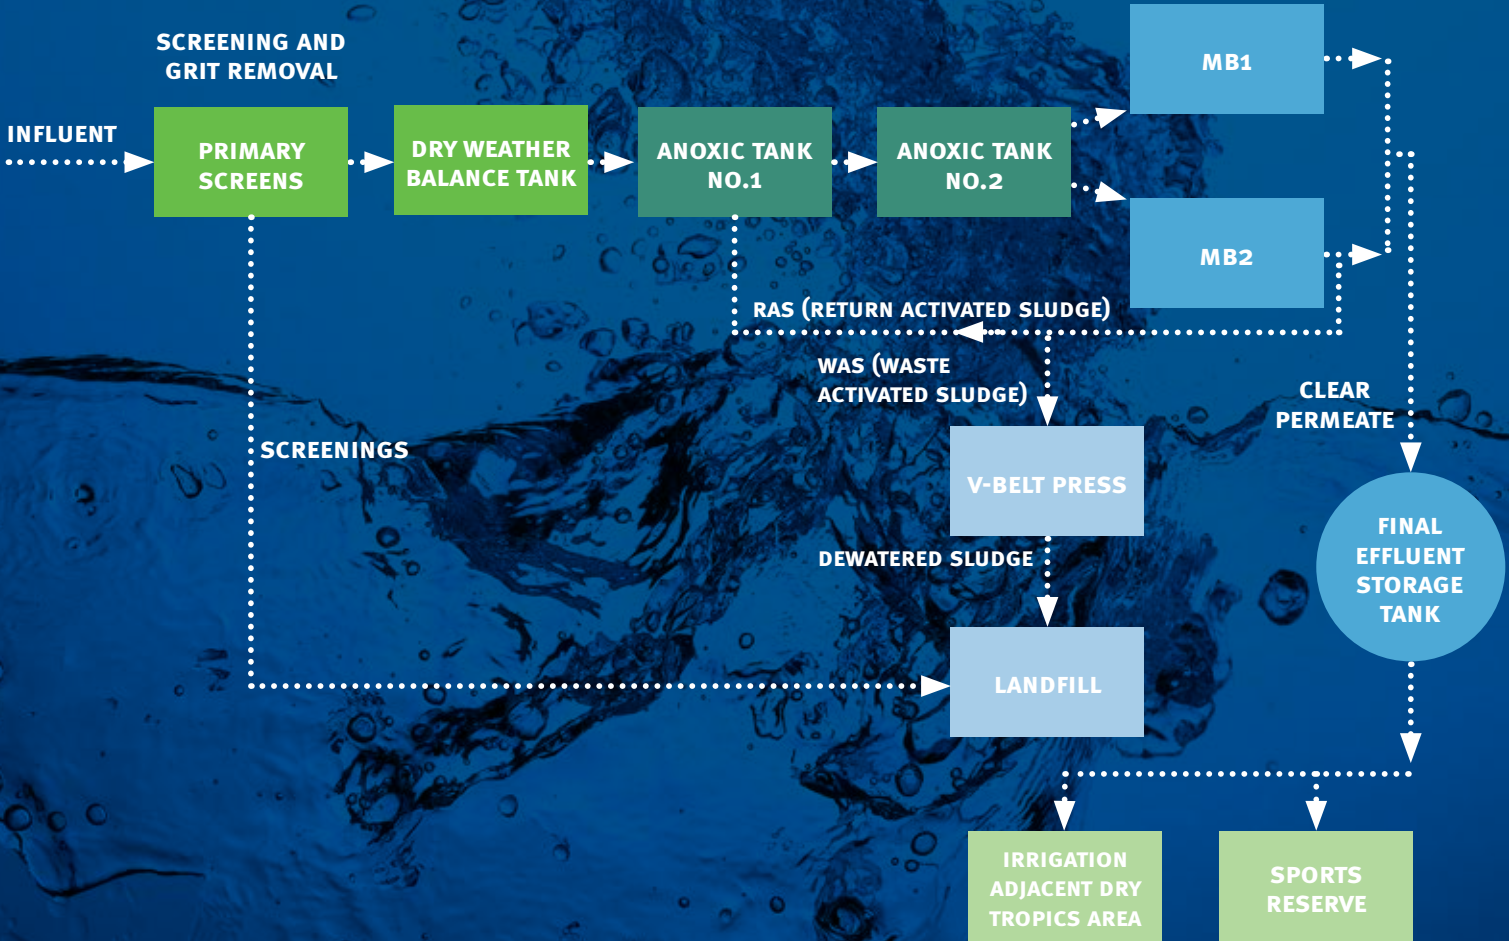 SCREENING AND
GRIT REMOVAL
INFLUENT
PRIMARY
SCREENS
DRY WEATHER
BALANCE TANK
ANOXIC TANK
NO.1
ANOXIC TANK
NO.2
MB1
MB2
RAS (RETURN ACTIVATED SLUDGE)
WAS (WASTE
ACTIVATED SLUDGE)
CLEAR
PERMEATE
SCREENINGS
V-BELT PRESS
DEWATERED SLUDGE
FINAL
EFFLUENT
STORAGE
TANK
LANDFILL
IRRIGATION
ADJACENT DRY
TROPICS AREA
SPORTS
RESERVE